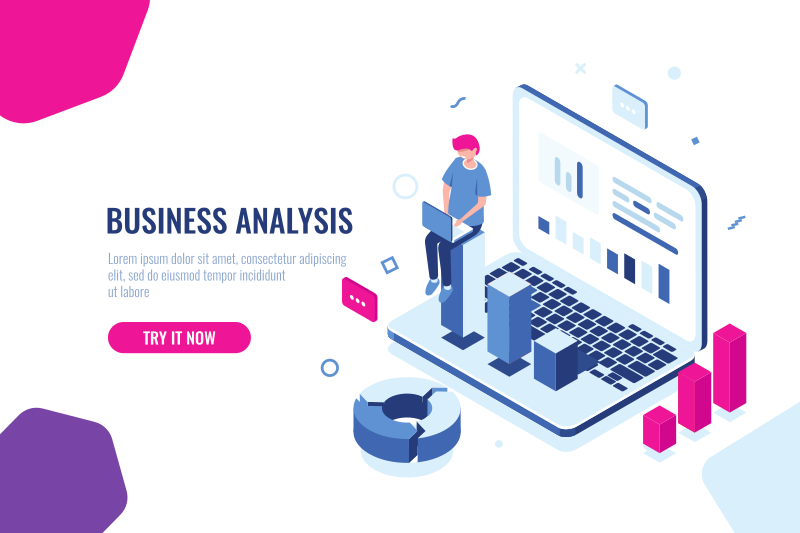 BUSINESS ANALYSIS
Lorem ipsum dolor sit amet, consectetur adipiscing
elit, sed do eiusmod tempor incididunt
ut labore
TRY IT NOW